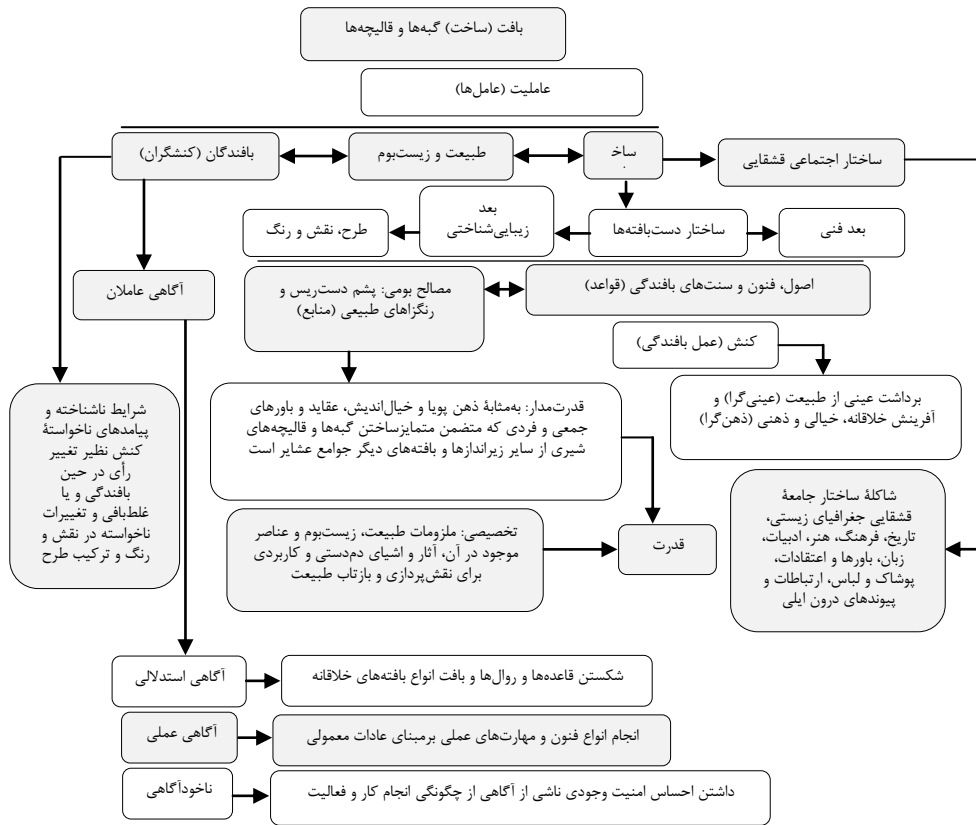 بافت (ساخت) گبه‌ها و قالیچه‌ها
عاملیت (عامل‌ها)
ساختار اجتماعی قشقایی
ساخ
طبیعت و زیست‌بوم
بافندگان (کنشگران)
بعد فنی
ساختار دست‌بافته‌ها
بعد
زیبایی‌شناختی
طرح، نقش و رنگ
آگاهی عاملان
اصول، فنون و سنت‌های بافندگی (قواعد)
مصالح بومی: پشم دست‌ریس و
رنگزاهای طبیعی (منابع)
کنش (عمل بافندگی)
برداشت عینی از طبیعت (عینی‌گرا) و
آفرینش خلاقانه، خیالی و ذهنی (ذهن‌گرا)
قدرت‌مدار: به‌مثابۀ ذهن پویا و خیال‌اندیش، عقاید و باورهای
جمعی و فردی که متضمن متمایزساختن گبه‌ها و قالیچه‌های
شیری از سایر زیراندازها و بافته‌های دیگر جوامع عشایر است
شرایط ناشناخته و
پیامدهای ناخواستۀ
کنش نظیر تغییر
رأی در حین
بافندگی و یا
غلط‌بافی و تغییرات
ناخواسته در نقش و
رنگ و ترکیب طرح
شاکلۀ ساختار جامعۀ
قشقایی جغرافیای زیستی،
تاریخ، فرهنگ، هنر، ادبیات،
زبان، باورها و اعتقادات،
پوشاک و لباس، ارتباطات و
پیوندهای درون ایلی
قدرت
تخصیصی: ملزومات طبیعت، زیست‌بوم و عناصر
موجود در آن، آثار و اشیای دم‌دستی و کاربردی
برای نقش‌پردازی و بازتاب طبیعت
آگاهی استدلالی
شکستن قاعده‌ها و روال‌ها و بافت انواع بافته‌های خلاقانه
آگاهی عملی
انجام انواع فنون و مهارت‌های عملی برمبنای عادات معمولی
ناخودآگاهی
داشتن احساس امنیت وجودی ناشی از آگاهی از چگونگی انجام کار و فعالیت